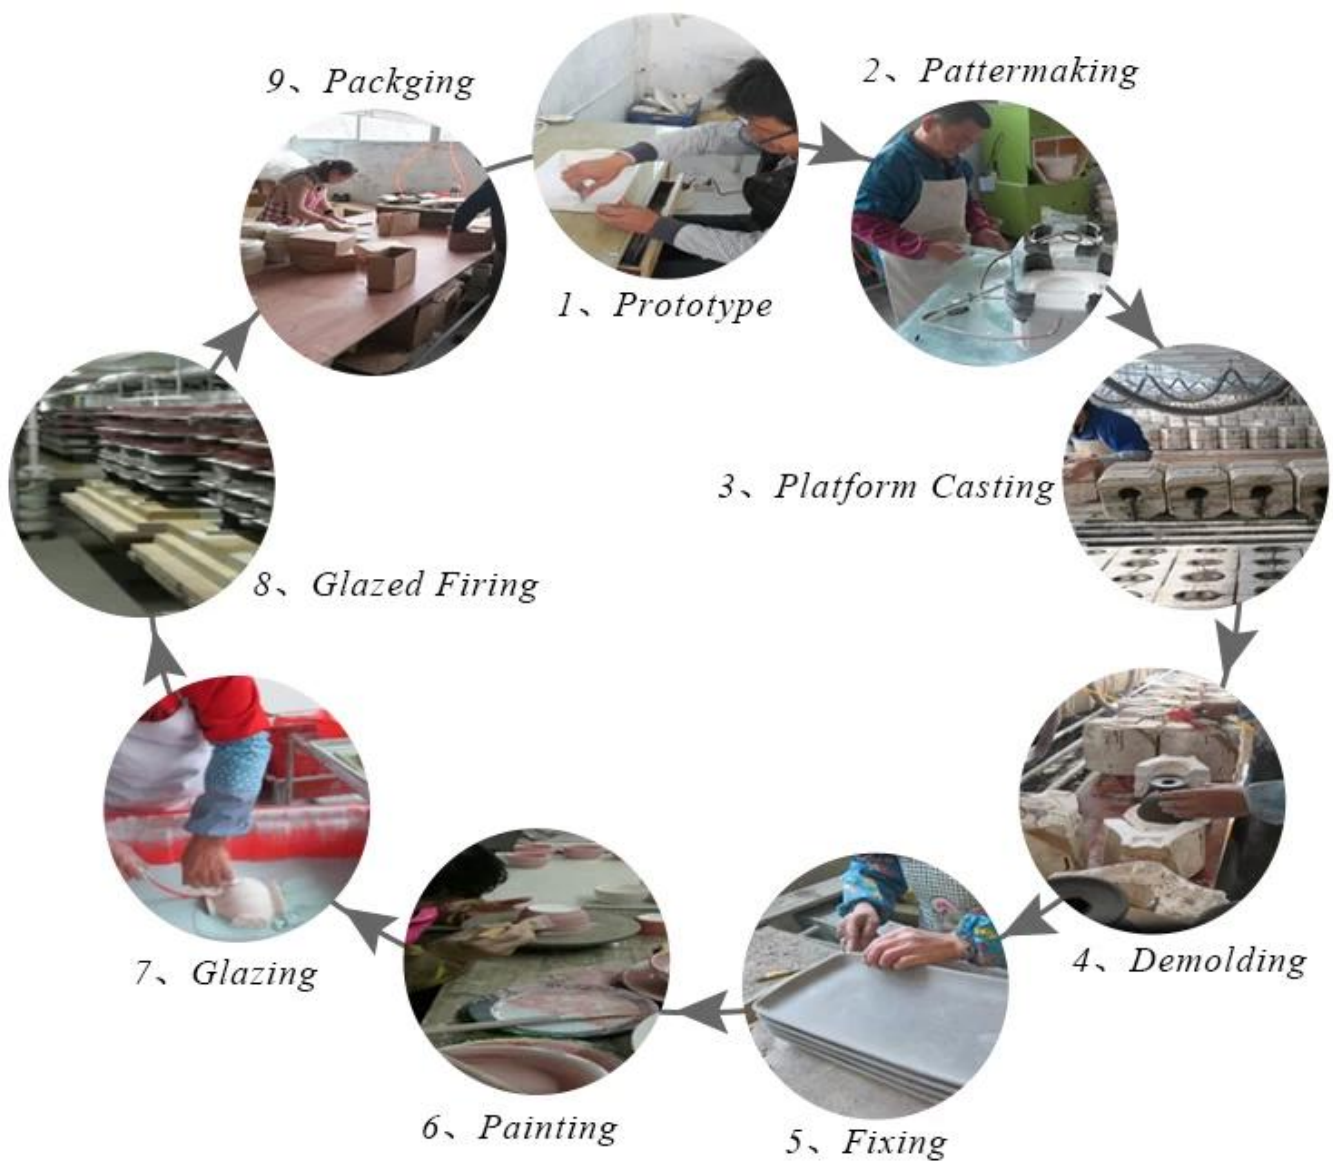 1、Prototype
2、Pattermaking
3、Platform Casting
4、Demolding
5、Fixing
6、Painting
7、Glazing
8、Glazed Firing
9、Packging